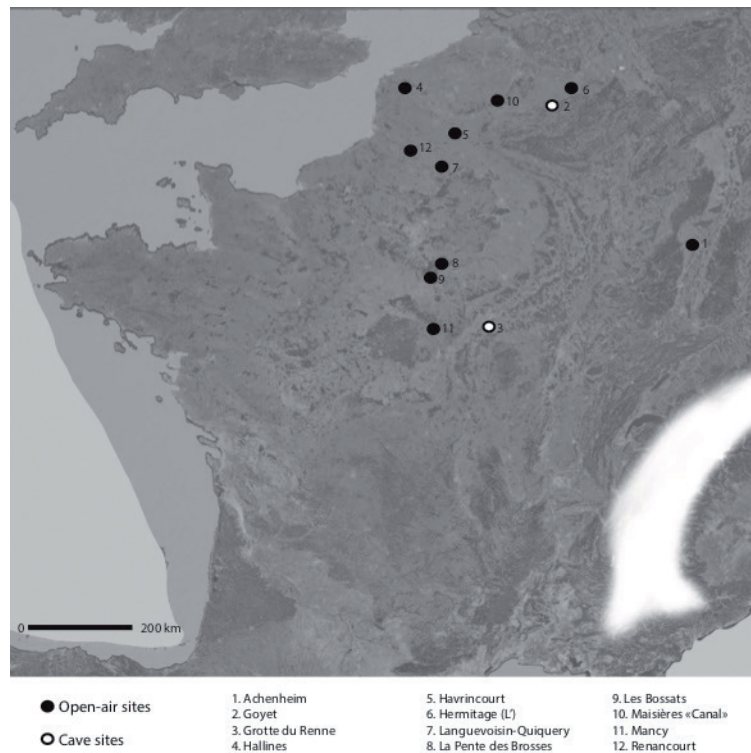 4
10
6
2
5
12
7
1
8
9
11
3
0 200 km
Open-air sites
Cave sites
1. Achenheim
2. Goyet
3. Grotte du Renne
4. Hallines
5. Havrincourt
6. Hermitage (L')
7. Languevoisin-Quiquery
8. La Pente des Brosses
9. Les Bossats
10. Maisières «Canal»
11. Mancy
12. Renancourt